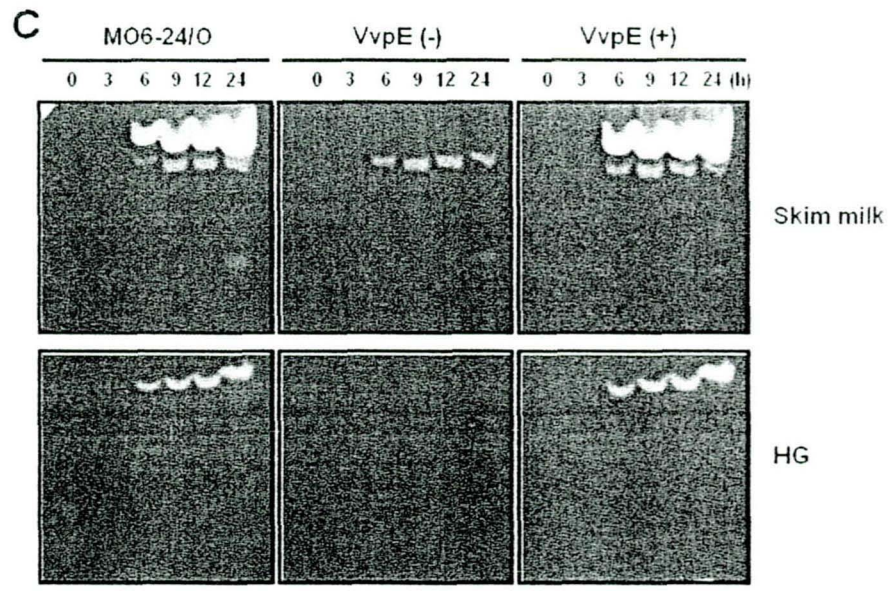 C
MO6-24/O VvpE (-) VvpE (+)
0 3 6 9 12 24 0 3 6 9 12 24 0 3 6 9 12 24 (h)
Skim milk
HG